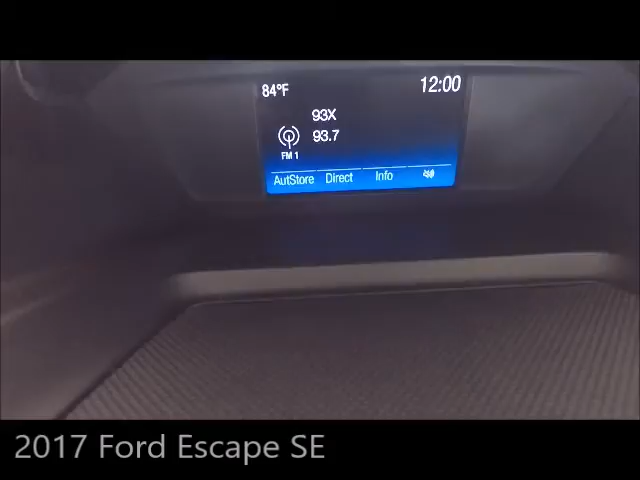 84°F 12:00
93X
93.7
FM 1
AutStore Direct Info
2017 Ford Escape SE